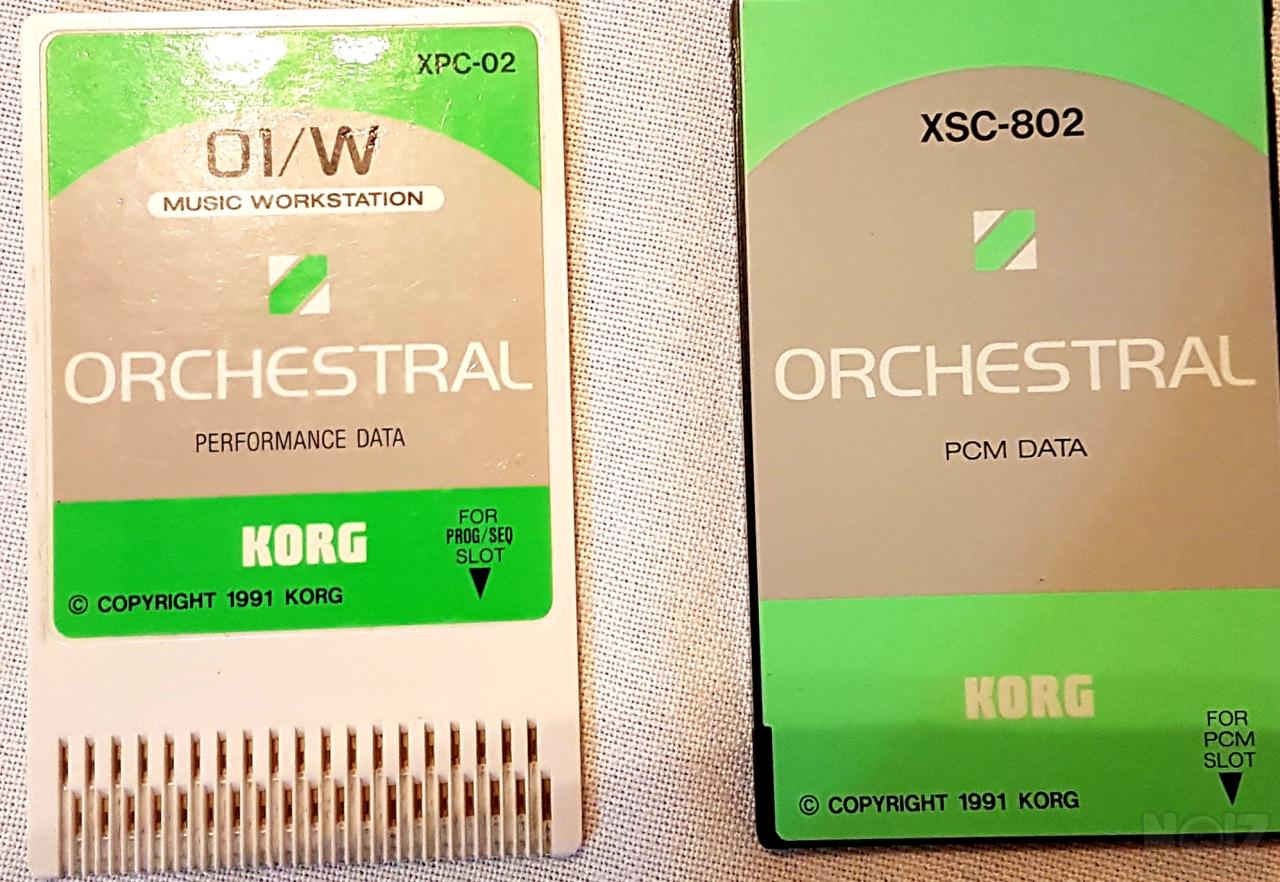 XPC-02
01/W
MUSIC WORKSTATION
ORCHESTRAL
PERFORMANCE DATA
KORG
FOR
PROG/SEQ
SLOT
© COPYRIGHT 1991 KORG
XSC-802
ORCHESTRAL
PCM DATA
KORG
FOR
PCM
SLOT
© COPYRIGHT 1991 KORG
NOIZ